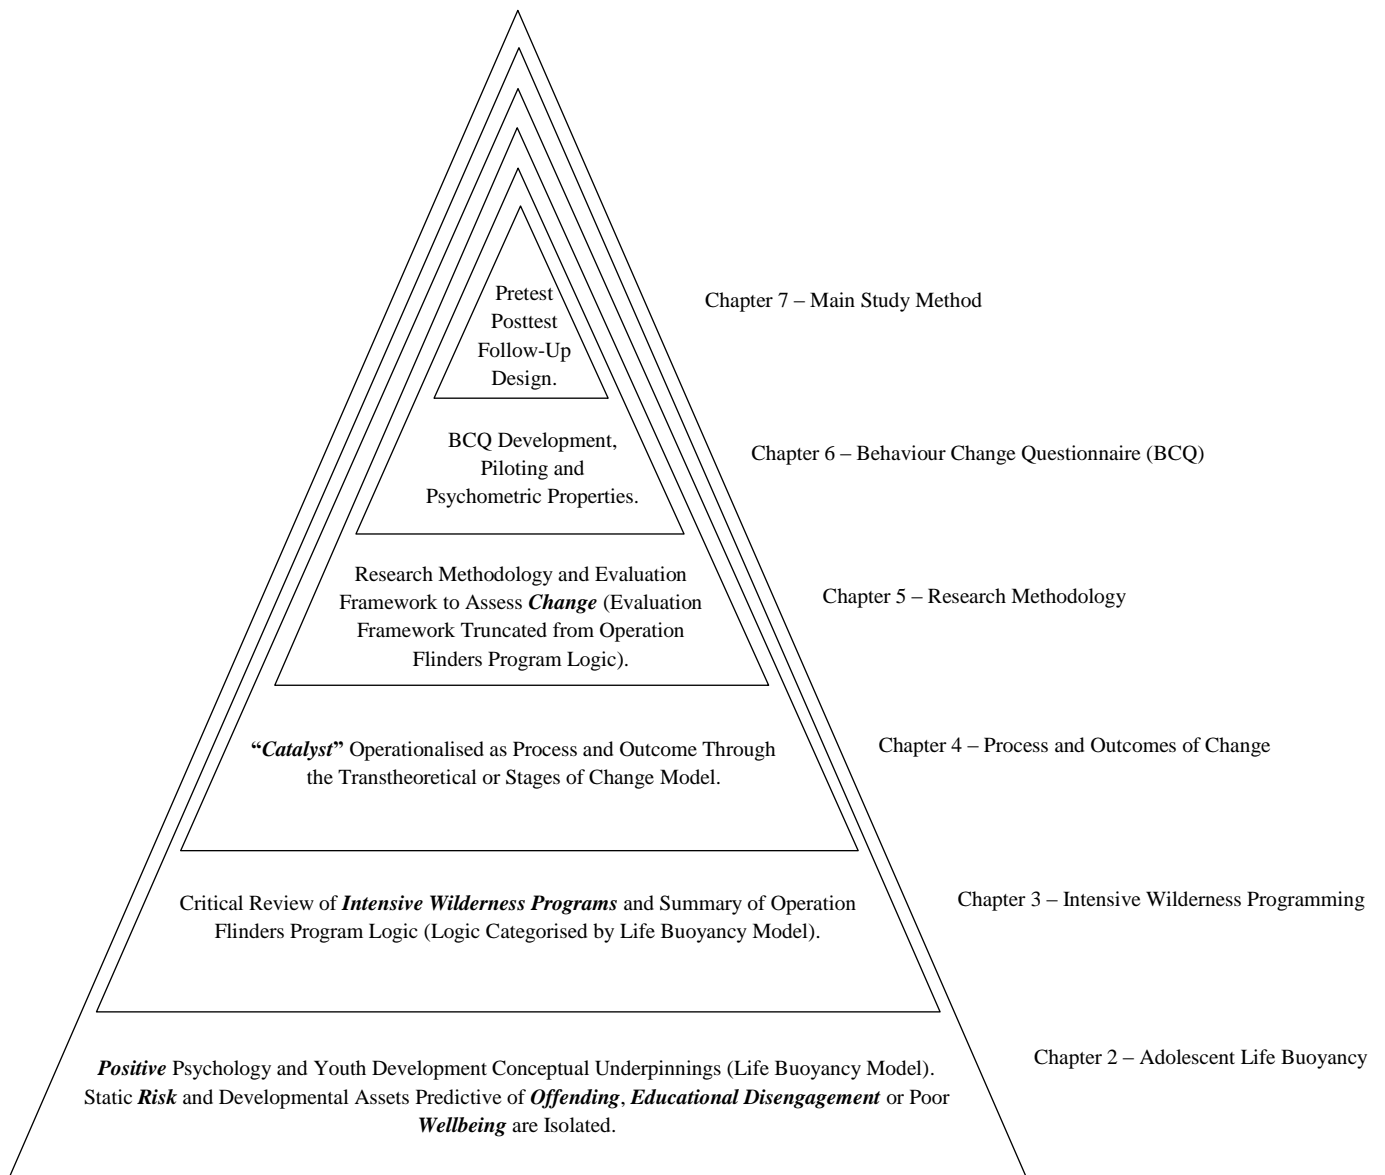 Pretest
Posttest
Follow-Up
Design.
Chapter 7 – Main Study Method
BCQ Development,
Piloting and
Psychometric Properties.
Chapter 6 – Behaviour Change Questionnaire (BCQ)
Research Methodology and Evaluation
Framework to Assess Change (Evaluation
Framework Truncated from Operation
Flinders Program Logic).
Chapter 5 – Research Methodology
“Catalyst” Operationalised as Process and Outcome Through
the Transtheoretical or Stages of Change Model.
Chapter 4 – Process and Outcomes of Change
Critical Review of Intensive Wilderness Programs and Summary of Operation
Flinders Program Logic (Logic Categorised by Life Buoyancy Model).
Chapter 3 – Intensive Wilderness Programming
Positive Psychology and Youth Development Conceptual Underpinnings (Life Buoyancy Model).
Static Risk and Developmental Assets Predictive of Offending, Educational Disengagement or Poor
Wellbeing are Isolated.
Chapter 2 – Adolescent Life Buoyancy